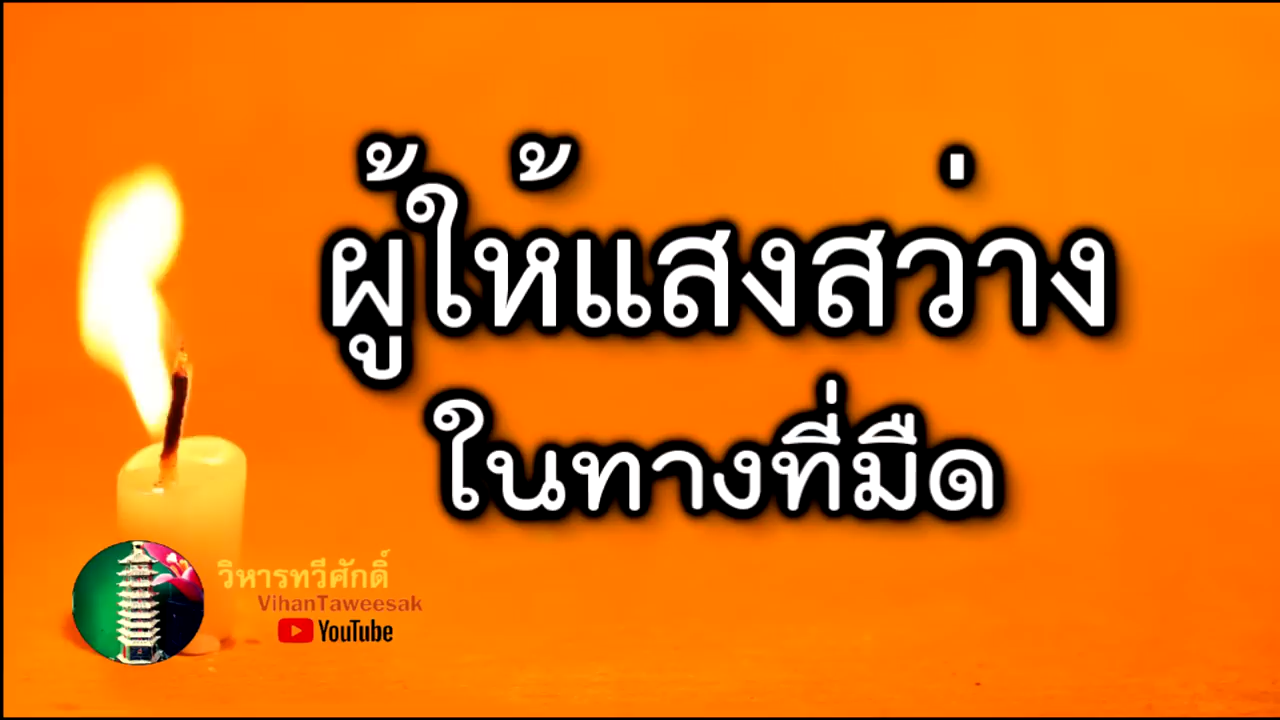 ผู้ให้แสงสว่าง
ในทางที่มืด
วิหารทวีศักดิ์
VihanTaweesak
YouTube